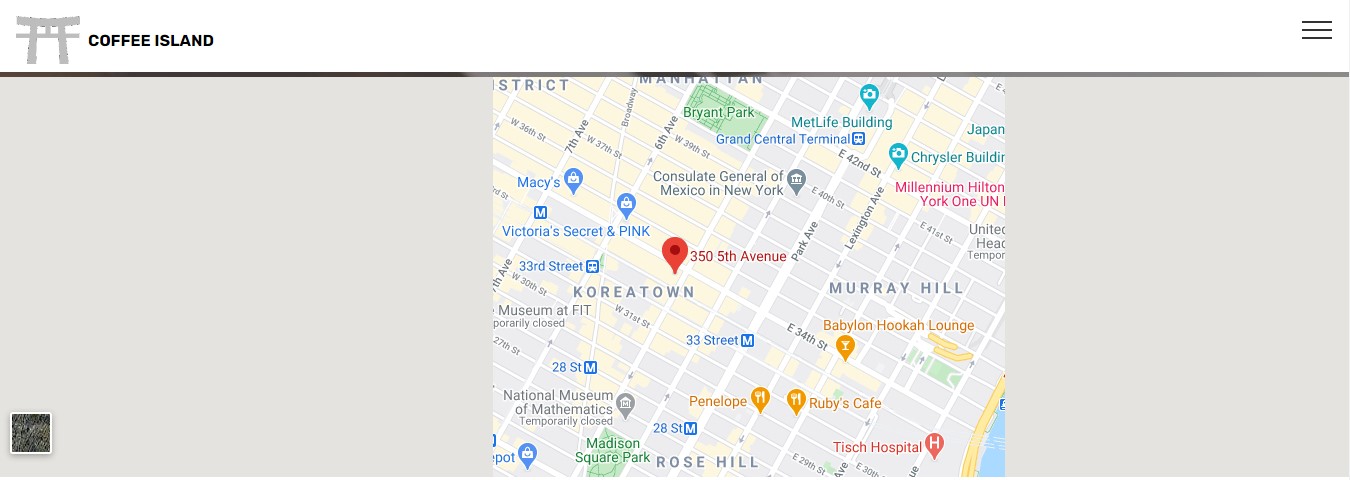 COFFEE ISLAND
STRICT
MANHATTAN
Bryant Park
MetLife Building
Grand Central Terminal
Broadway
7th Ave
6th Ave
W 36th St
W 37th St
W 39th St
E 42nd St
Japan
Chrysler Buildin
Macy's
Consulate General of
Mexico in New York
E 40th St
Millennium Hilton
York One UN
M
Victoria's Secret & PINK
Lexington Ave
Park Ave
E 41st St
United
Head
Tempor
350 5th Avenue
33rd Street
KOREATOWN
MURRAY HILL
W 30th St
Museum at FIT
porarily closed
W 31st St
27th St
33 Street M
E 34th St
Babylon Hookah Lounge
28 St M
National Museum
of Mathematics
Temporarily closed
Penelope
Ruby's Cafe
28 St M
Madison
Square Park
Tisch Hospital
H
epot
ROSE HILL
E 29th St